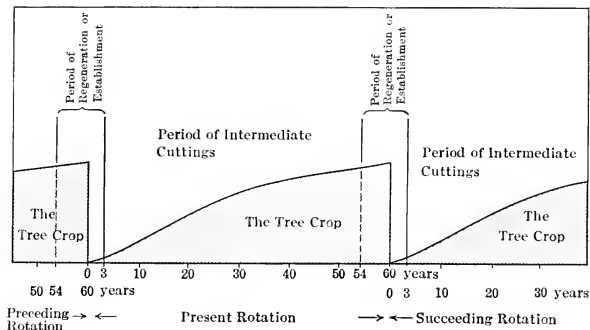 Period of
Regeneration or
Establishment
Period of
Regeneration or
Establishment
Period of Intermediate
Cuttings
Period of Intermediate
Cuttings
The
Tree Crop
The Tree Crop
The
Tree Crop
0 3 10 20 30 40 50 54 60 years
50 54 60 years 0 3 10 20 30 years
Preceding → ← Present Rotation → ← Succeeding Rotation
Rotation